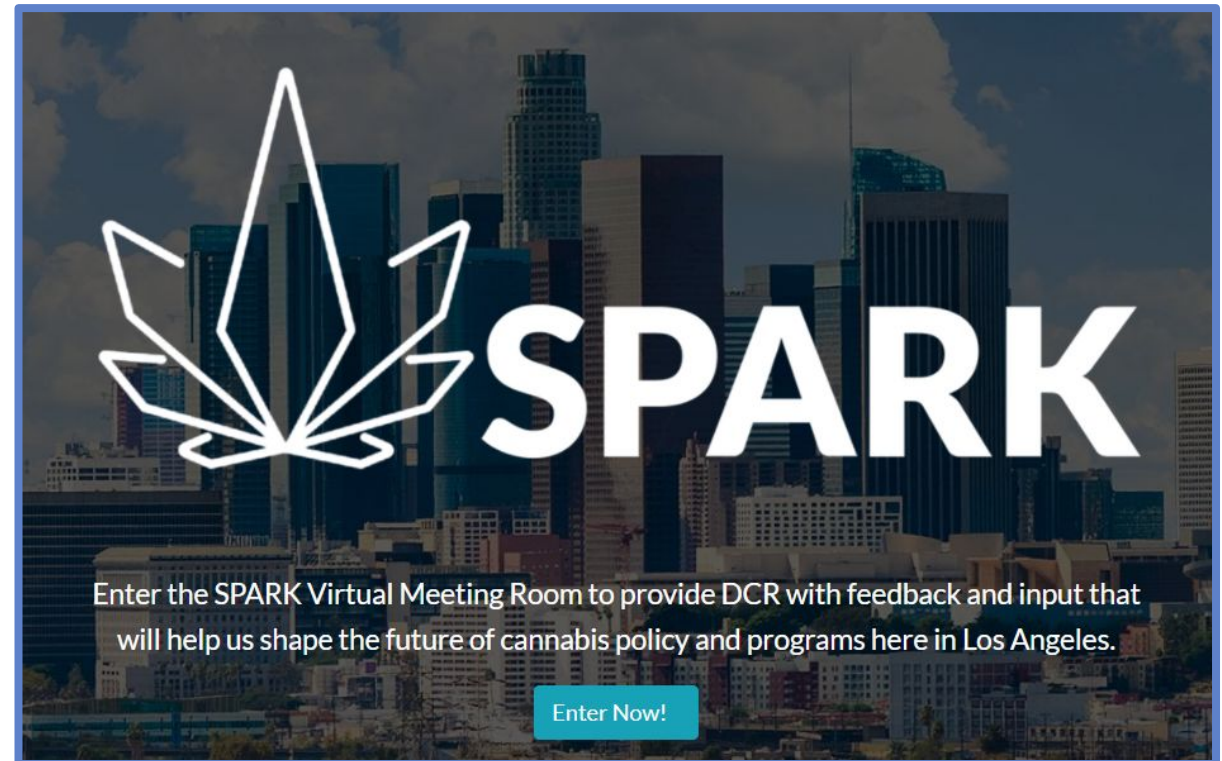 SPARK
Enter the SPARK Virtual Meeting Room to provide DCR with feedback and input that
will help us shape the future of cannabis policy and programs here in Los Angeles.
Enter Now!